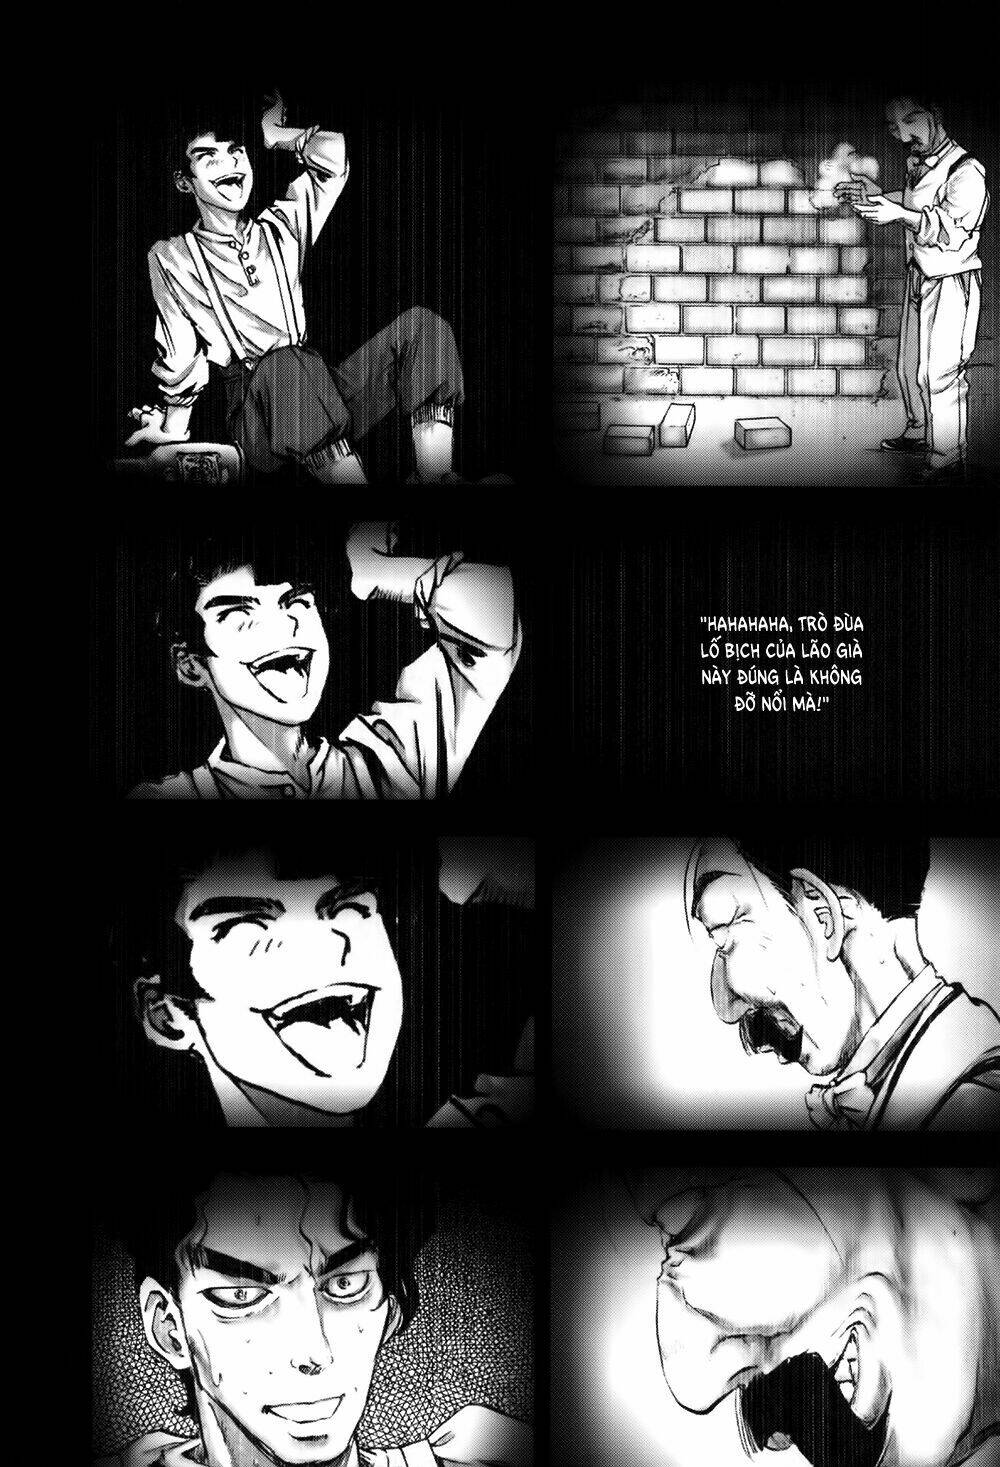 "HAHAHAHA, TRÒ ĐÙA
LỐ BỊCH CỦA LÃO GIÀ
NÀY ĐÚNG LÀ KHÔNG
ĐỠ NỔI MÀ!"